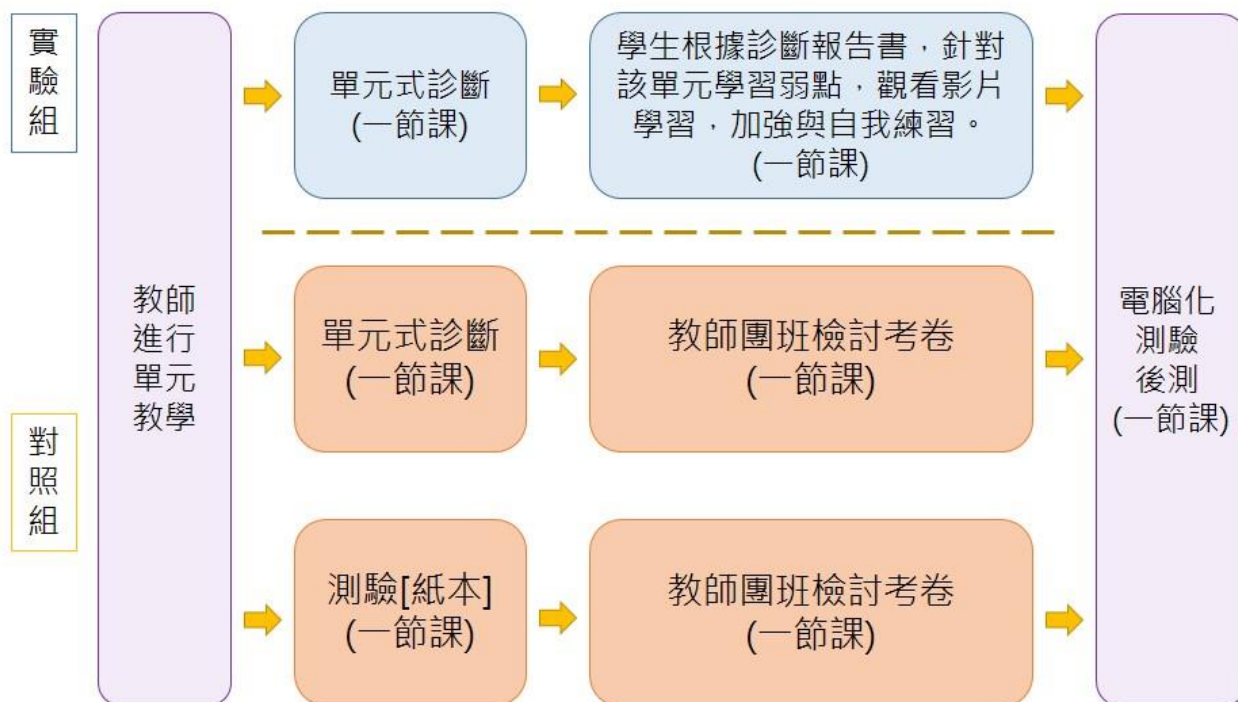 實
驗
組
教師
進行
單元
教學
單元式診斷
(一節課)
學生根據診斷報告書，針對
該單元學習弱點，觀看影片
學習，加強與自我練習。
(一節課)
對
照
組
單元式診斷
(一節課)
教師團班檢討考卷
(一節課)
測驗[紙本]
(一節課)
教師團班檢討考卷
(一節課)
電腦化
測驗
後測
(一節課)